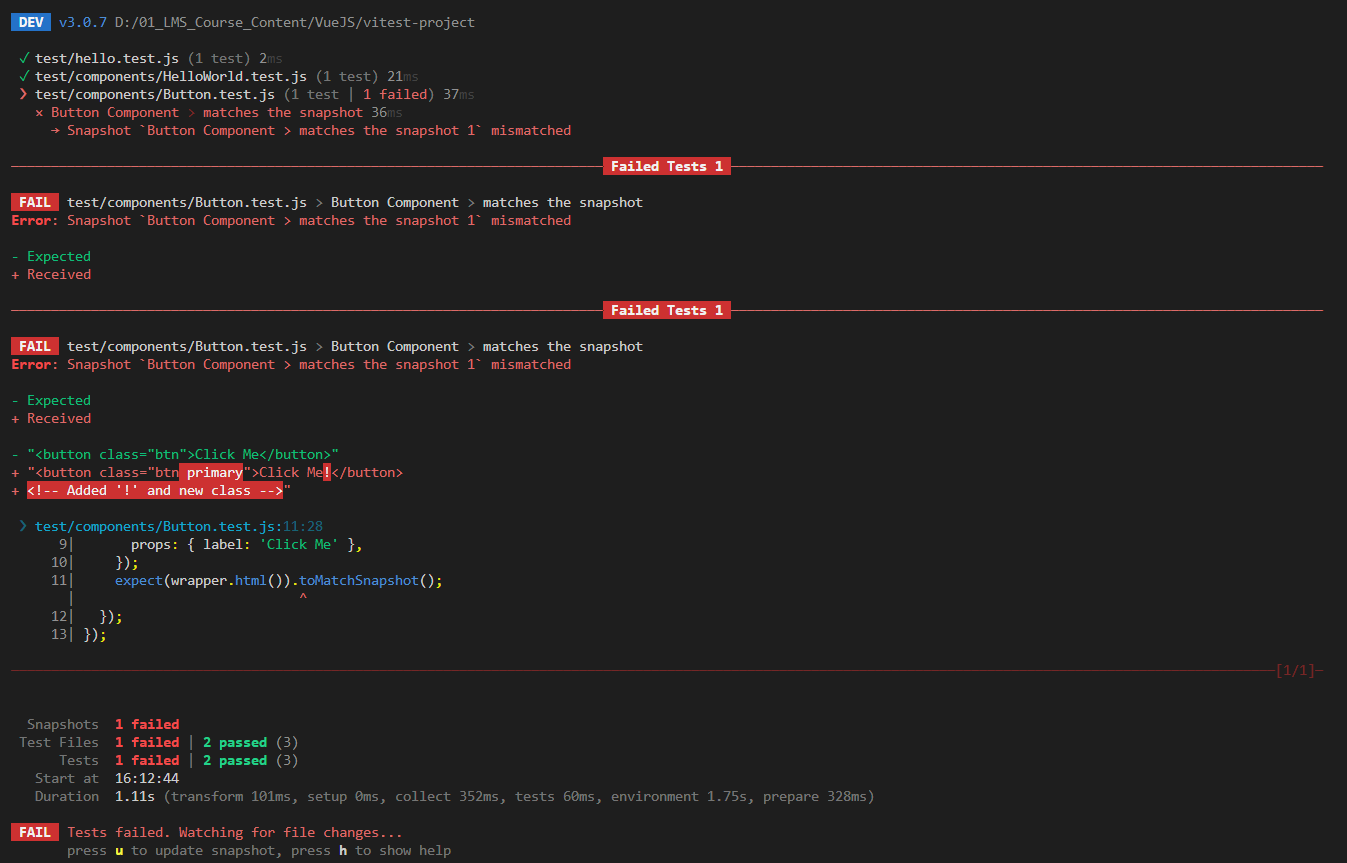 DEV v3.0.7 D:/01_LMS_Course_Content/VueJS/vitest-project
✓ test/hello.test.js (1 test) 2ms
✓ test/components/HelloWorld.test.js (1 test) 21ms
❯ test/components/Button.test.js (1 test | 1 failed) 37ms
× Button Component > matches the snapshot 36ms
→ Snapshot `Button Component > matches the snapshot 1` mismatched
Failed Tests 1
FAIL test/components/Button.test.js > Button Component > matches the snapshot
Error: Snapshot `Button Component > matches the snapshot 1` mismatched
- Expected
+ Received
Failed Tests 1
FAIL test/components/Button.test.js > Button Component > matches the snapshot
Error: Snapshot `Button Component > matches the snapshot 1` mismatched
- Expected
+ Received
- "<button class="btn">Click Me</button>"
+ "<button class="btn primary">Click Me!</button>
+ <!-- Added '!' and new class -->"
❯ test/components/Button.test.js:11:28
9| props: { label: 'Click Me' },
10| });
11| expect(wrapper.html()).toMatchSnapshot();
| ^
12| });
13| });
[1/1]
Snapshots 1 failed
Test Files 1 failed | 2 passed (3)
Tests 1 failed | 2 passed (3)
Start at 16:12:44
Duration 1.11s (transform 101ms, setup 0ms, collect 352ms, tests 60ms, environment 1.75s, prepare 328ms)
FAIL Tests failed. Watching for file changes...
press u to update snapshot, press h to show help